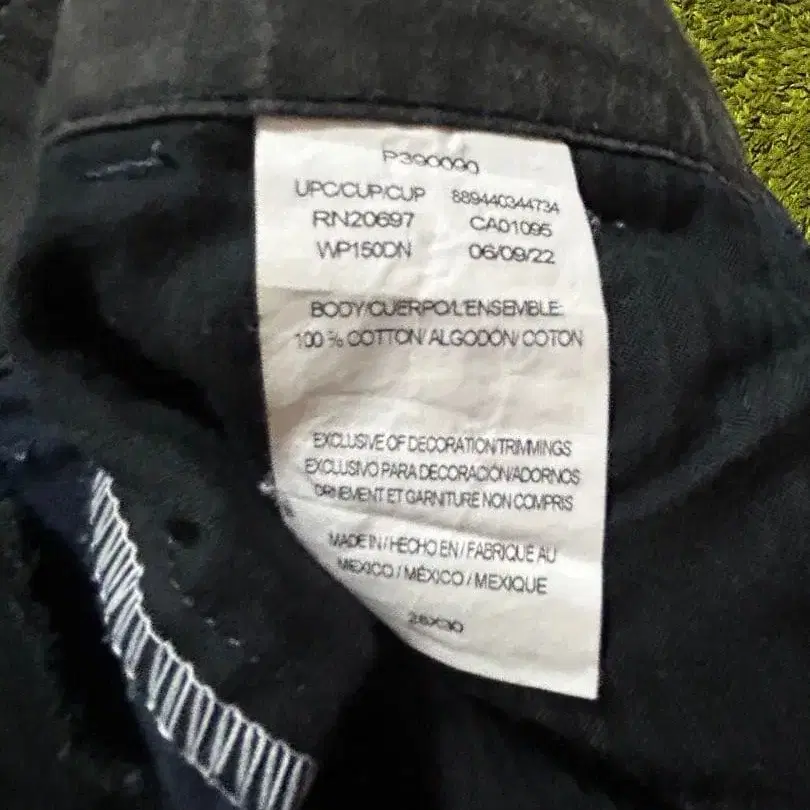 P390090
UPC/CUP/CUP 889440344734
RN20697 CA01095
WP150DN 06/09/22
BODY/CUERPO/L'ENSEMBLE:
100 % COTTON/ ALGODÓN/ COTON
EXCLUSIVE OF DECORATION/TRIMMINGS
EXCLUSIVO PARA DECORACIÓN/ADORNOS
ORNEMENT ET GARNITURE NON COMPRIS
MADE IN / HECHO EN / FABRIQUE AU
MEXICO / MÉXICO / MEXIQUE
28X30